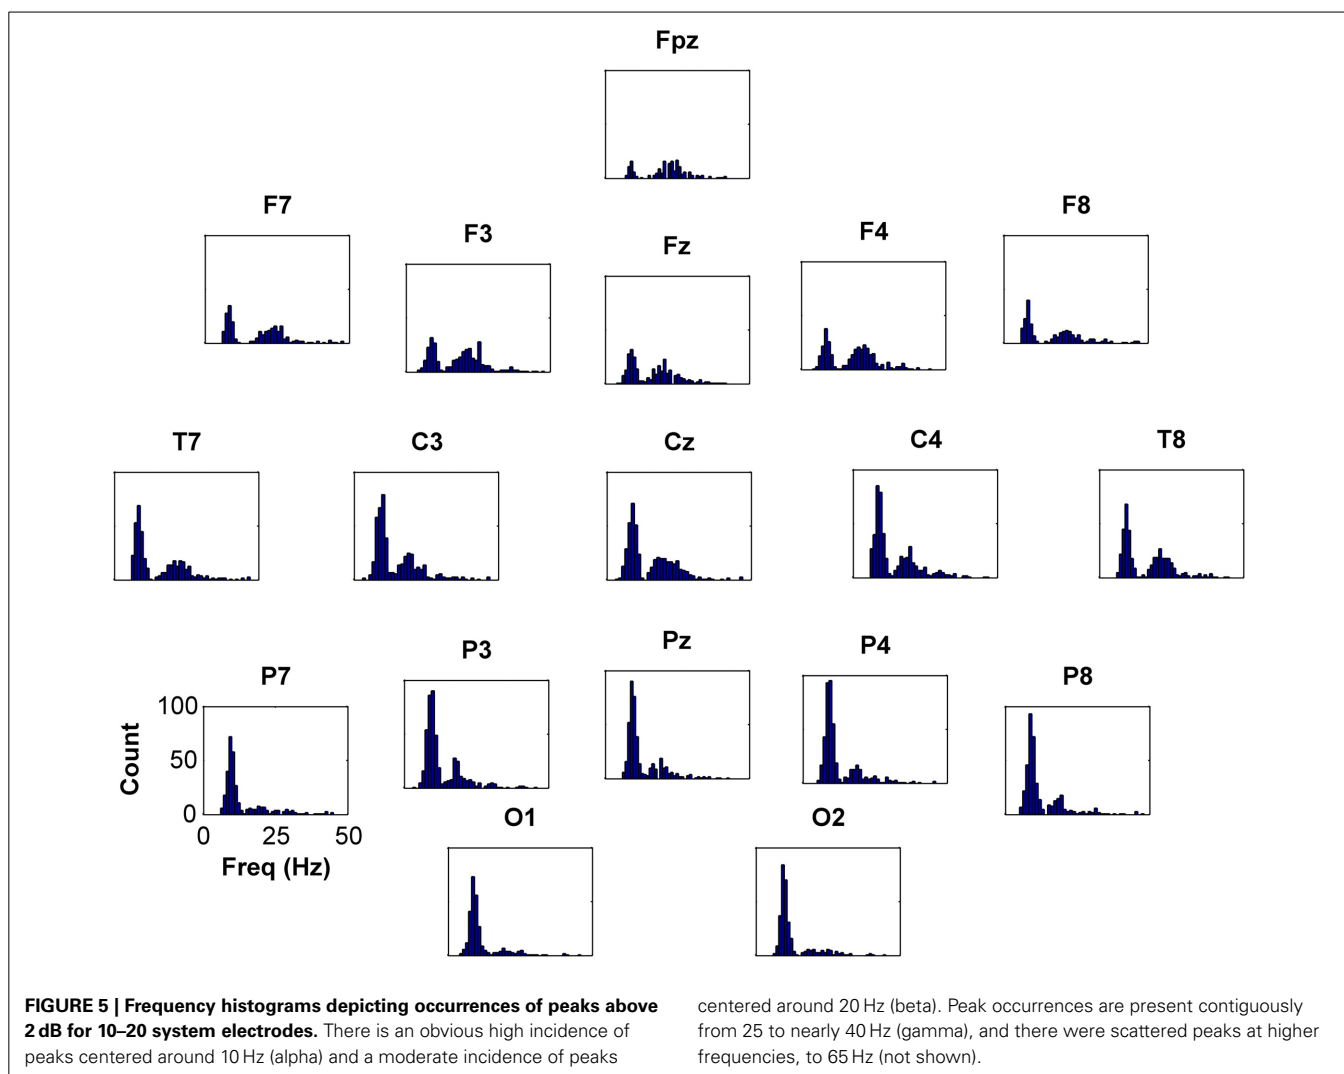 Fpz
F7
F3
Fz
F4
F8
T7
C3
Cz
C4
T8
P7
P3
Pz
P4
P8
100
50
0
Count
0 25 50
Freq (Hz)
O1
O2
FIGURE 5 | Frequency histograms depicting occurrences of peaks above
2 dB for 10–20 system electrodes. There is an obvious high incidence of
peaks centered around 10 Hz (alpha) and a moderate incidence of peaks
centered around 20 Hz (beta). Peak occurrences are present contiguously
from 25 to nearly 40 Hz (gamma), and there were scattered peaks at higher
frequencies, to 65 Hz (not shown).